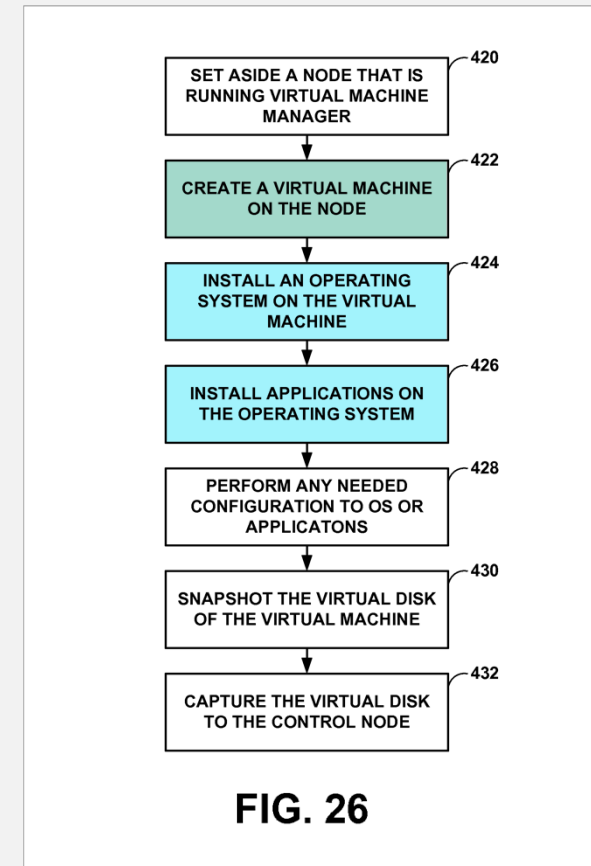 420
SET ASIDE A NODE THAT IS
RUNNING VIRTUAL MACHINE
MANAGER
422
CREATE A VIRTUAL MACHINE
ON THE NODE
424
INSTALL AN OPERATING
SYSTEM ON THE VIRTUAL
MACHINE
426
INSTALL APPLICATIONS ON
THE OPERATING SYSTEM
428
PERFORM ANY NEEDED
CONFIGURATION TO OS OR
APPLICATONS
430
SNAPSHOT THE VIRTUAL DISK
OF THE VIRTUAL MACHINE
432
CAPTURE THE VIRTUAL DISK
TO THE CONTROL NODE
FIG. 26